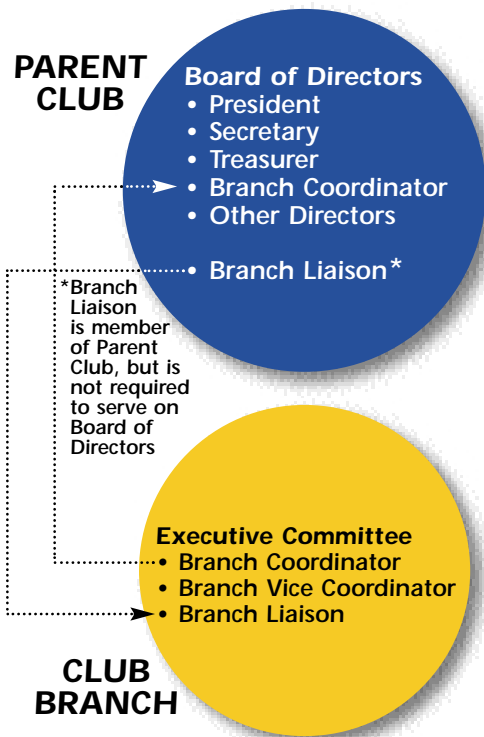 PARENT
CLUB
Board of Directors
• President
• Secretary
• Treasurer
• Branch Coordinator
• Other Directors
• Branch Liaison*
*Branch
Liaison
is member
of Parent
Club, but is
not required
to serve on
Board of
Directors
Executive Committee
• Branch Coordinator
• Branch Vice Coordinator
• Branch Liaison
CLUB
BRANCH